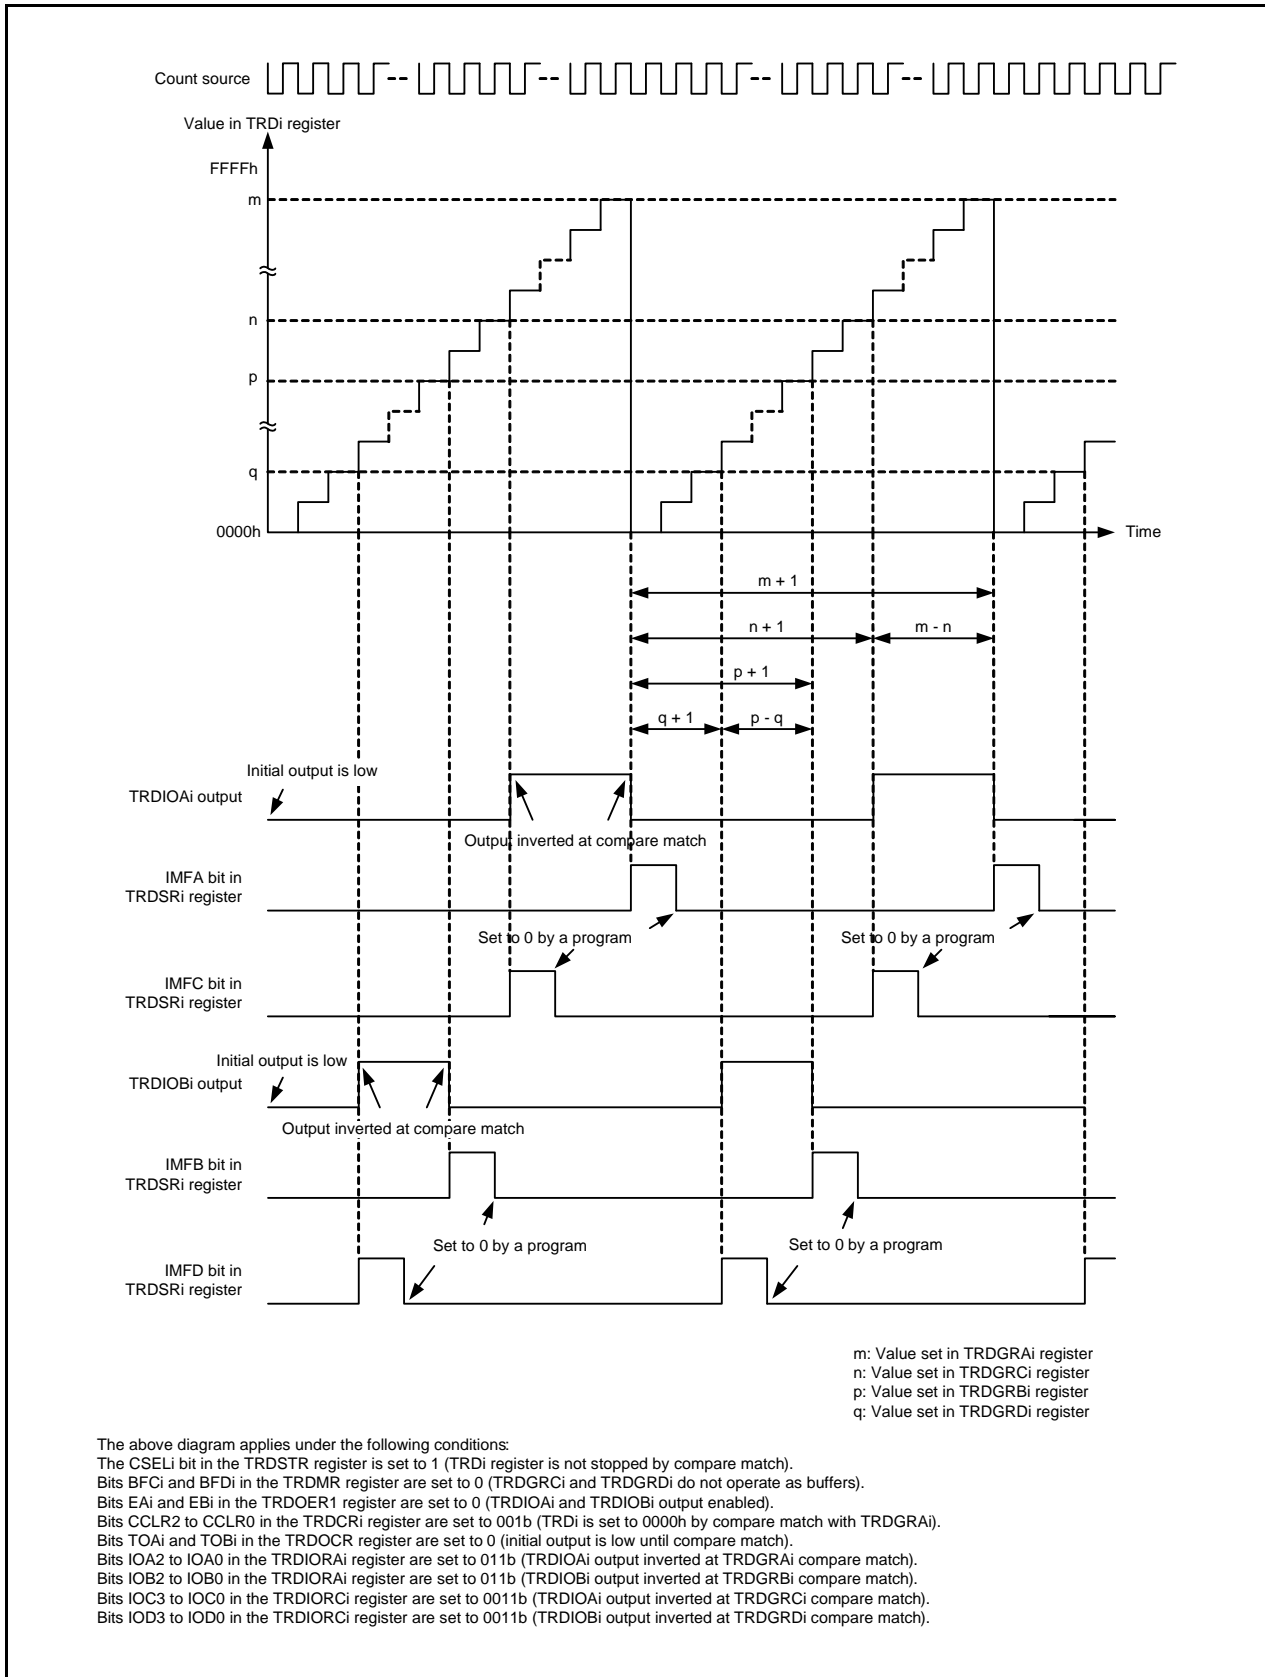 Count source
Value in TRDi register
FFFFh
m
n
p
q
0000h
Time
m + 1
n + 1
m - n
p + 1
q + 1
p - q
Initial output is low
TRDIOAi output
Output inverted at compare match
IMFA bit in
TRDSRi register
Set to 0 by a program
Set to 0 by a program
IMFC bit in
TRDSRi register
Initial output is low
TRDIOBi output
Output inverted at compare match
IMFB bit in
TRDSRi register
Set to 0 by a program
Set to 0 by a program
IMFD bit in
TRDSRi register
m: Value set in TRDGRAi register
n: Value set in TRDGRCi register
p: Value set in TRDGRBi register
q: Value set in TRDGRDi register
The above diagram applies under the following conditions:
The CSELi bit in the TRDSTR register is set to 1 (TRDi register is not stopped by compare match).
Bits BFCi and BFDi in the TRDMR register are set to 0 (TRDGRCi and TRDGRDi do not operate as buffers).
Bits EAi and EBi in the TRDOER1 register are set to 0 (TRDIOAi and TRDIOBi output enabled).
Bits CCLR2 to CCLR0 in the TRDCRi register are set to 001b (TRDi is set to 0000h by compare match with TRDGRAi).
Bits TOAi and TOBi in the TRDOCR register are set to 0 (initial output is low until compare match).
Bits IOA2 to IOA0 in the TRDIORAi register are set to 011b (TRDIOAi output inverted at TRDGRAi compare match).
Bits IOB2 to IOB0 in the TRDIORAi register are set to 011b (TRDIOBi output inverted at TRDGRBi compare match).
Bits IOC3 to IOC0 in the TRDIORCi register are set to 0011b (TRDIOAi output inverted at TRDGRCi compare match).
Bits IOD3 to IOD0 in the TRDIORCi register are set to 0011b (TRDIOBi output inverted at TRDGRDi compare match).